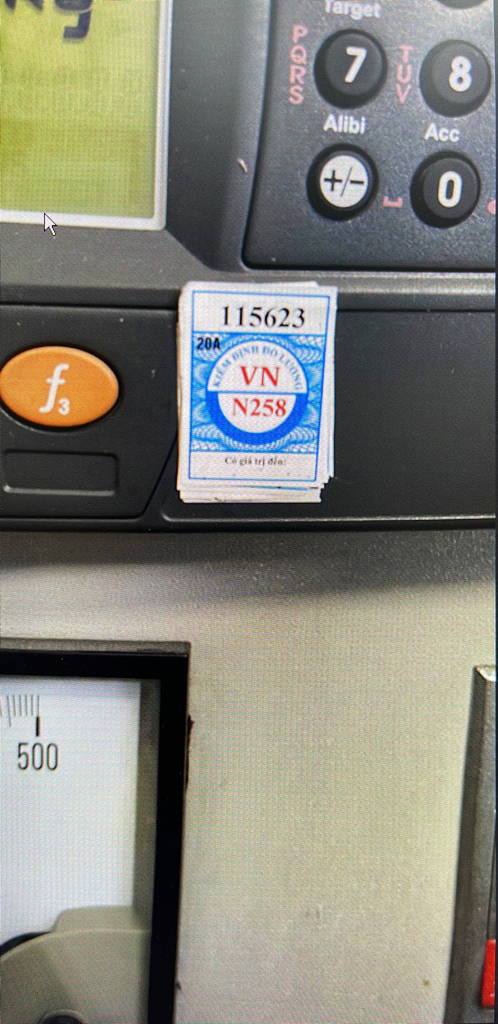 kg
Target
PQRS
7
TUV
8
Alibi
Acc
+/-
0
115623
20A
KIỂM ĐỊNH ĐO LƯỜNG
VN
N258
Có giá trị đến:
f3
500